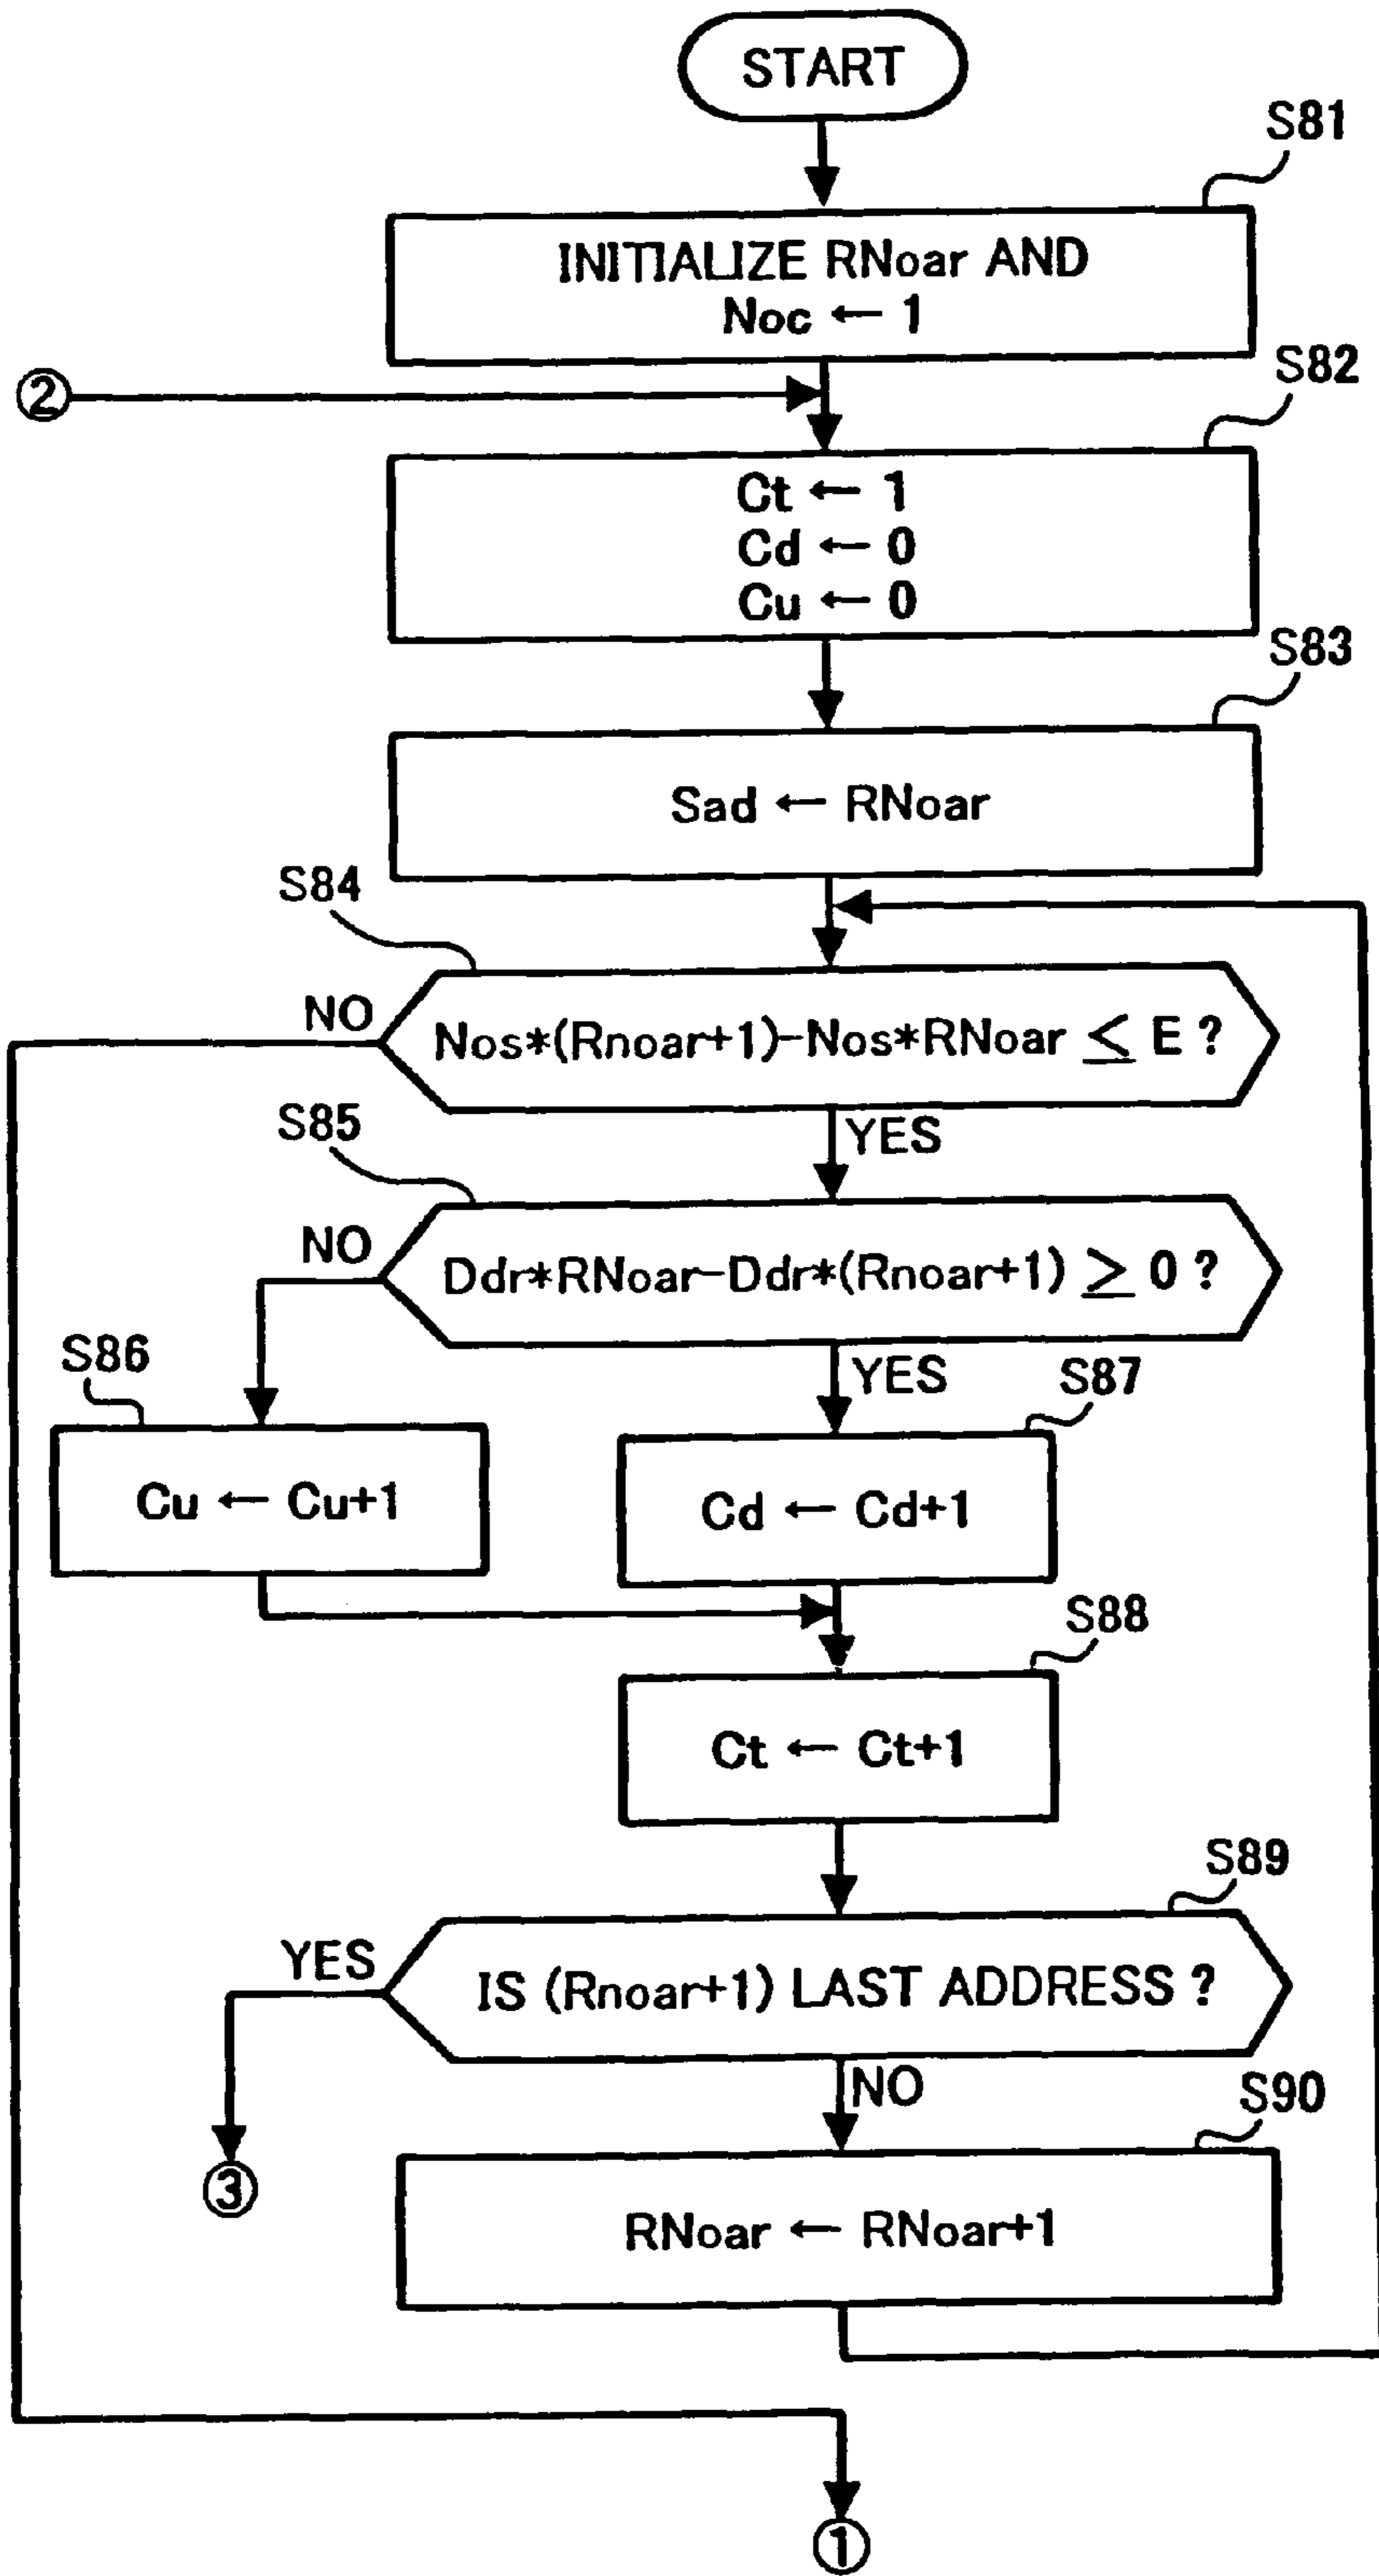 START
S81
INITIALIZE RNoar AND
Noc ← 1
②
S82
Ct ← 1
Cd ← 0
Cu ← 0
S83
Sad ← RNoar
S84
NO
Nos*(Rnoar+1)-Nos*RNoar ≤ E ?
S85
YES
NO
Ddr*RNoar-Ddr*(Rnoar+1) ≥ 0 ?
S86
YES
S87
Cu ← Cu+1
Cd ← Cd+1
S88
Ct ← Ct+1
S89
YES
IS (Rnoar+1) LAST ADDRESS ?
NO
S90
③
RNoar ← RNoar+1
①